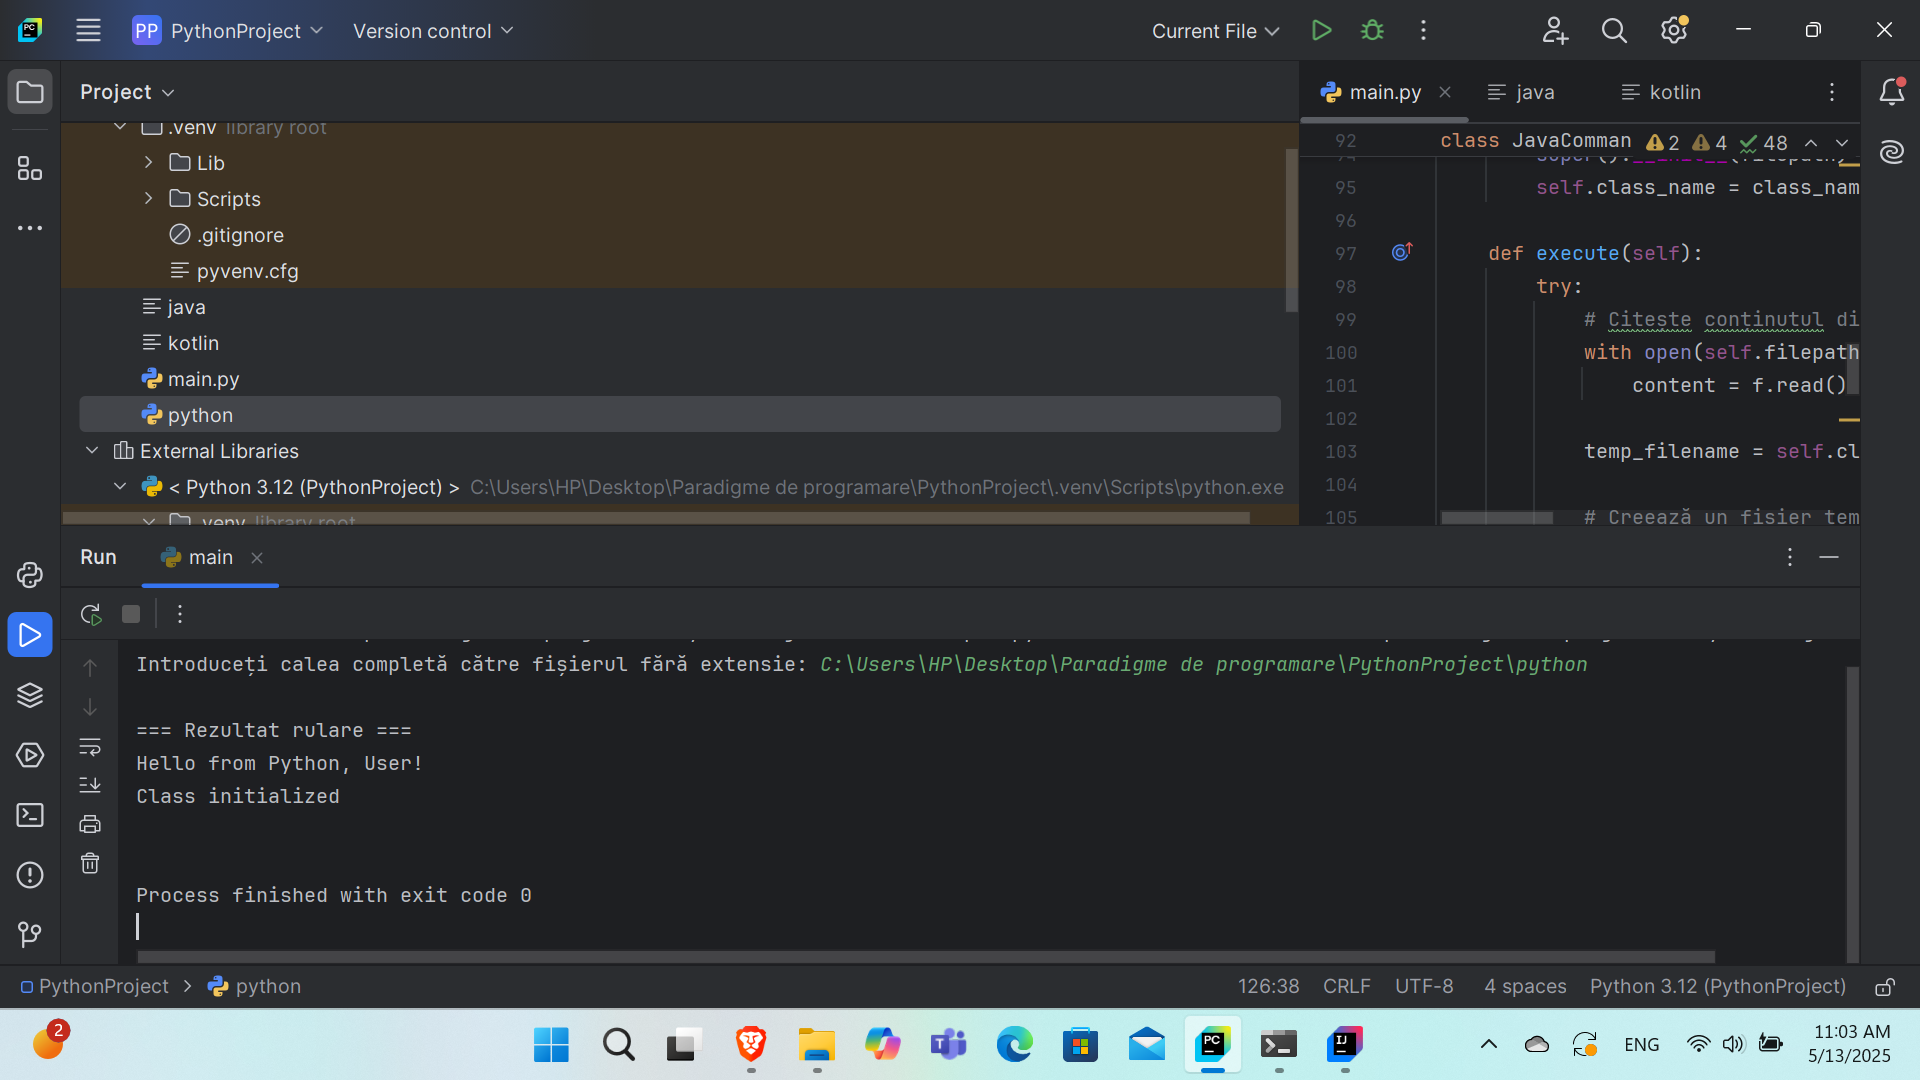 PP PythonProject Version control Current File
Project
main.py java kotlin
.venv library root
Lib
Scripts
.gitignore
pyvenv.cfg
java
kotlin
main.py
python
External Libraries
< Python 3.12 (PythonProject) > C:\Users\HP\Desktop\Paradigme de programare\PythonProject\.venv\Scripts\python.exe
.venv library root
92 class JavaComman 2 4 48
95 self.class_name = class_nam
96
97 def execute(self):
98 try:
99 # Citește continutul di
100 with open(self.filepath
101 content = f.read()
102
103 temp_filename = self.cl
104
105 # Creează un fisier tem
Run main
Introduceți calea completă către fișierul fără extensie: C:\Users\HP\Desktop\Paradigme de programare\PythonProject\python
=== Rezultat rulare ===
Hello from Python, User!
Class initialized
Process finished with exit code 0
PythonProject > python 126:38 CRLF UTF-8 4 spaces Python 3.12 (PythonProject)
2
PC
IJ
ENG
11:03 AM
5/13/2025